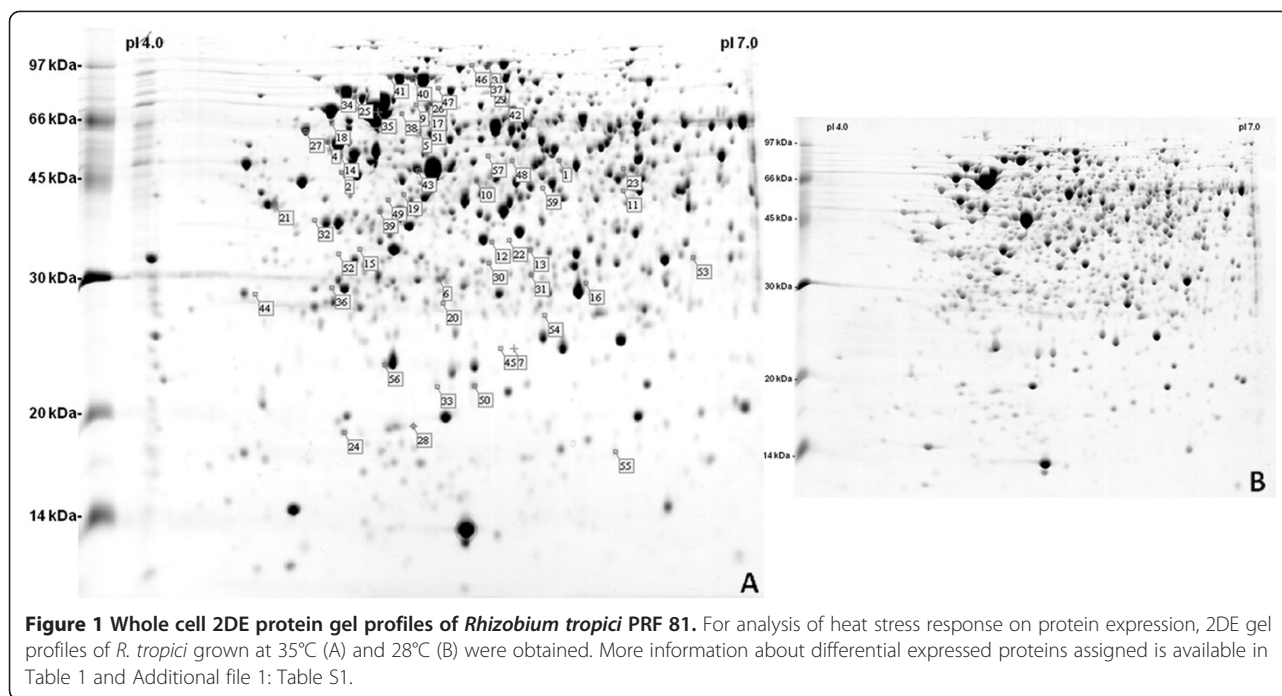 pI 4.0
pI 7.0
97 kDa-
66 kDa-
45 kDa-
30 kDa-
20 kDa-
14 kDa-
46 3
41 40 37
34 25 26 47 29
9 42
35 38 17
18 51
27 5
4
14 57 48 1
2 43 23
10 59 11
21 49 19
39
32
12 22
52 15 30 13 53
6 31
36 16
44 20
54
45 7
56
33 50
24 28
55
A
pI 4.0
pI 7.0
97 kDa-
66 kDa-
45 kDa-
30 kDa-
20 kDa-
14 kDa-
B
Figure 1 Whole cell 2DE protein gel profiles of Rhizobium tropici PRF 81. For analysis of heat stress response on protein expression, 2DE gel
profiles of R. tropici grown at 35°C (A) and 28°C (B) were obtained. More information about differential expressed proteins assigned is available in
Table 1 and Additional file 1: Table S1.